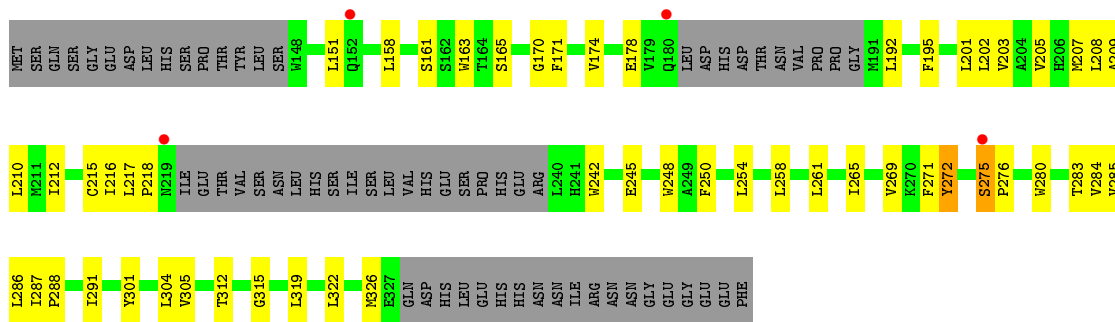 MET SER GLN SER GLY GLU ASP LEU HIS SER PRO THR TYR LEU SER W148 L151 Q152 L158 S161 S162 W163 T164 S165 G170 F171 V174 E178 V179 Q180 LEU ASP HIS ASP THR ASN VAL PRO PRO GLY M191 L192 F195 L201 L202 V203 A204 V205 H206 M207 L208 A209
L210 M211 I212 C215 I216 L217 P218 N219 ILE GLU THR VAL SER ASN LEU HIS SER ILE SER LEU VAL HIS GLU SER PRO HIS GLU ARG L240 H241 W242 E245 W248 A249 F250 L254 L258 L261 I265 V269 K270 F271 Y272 S275 P276 W280 T283 V284 V285
L286 I287 P288 I291 Y301 L304 V305 T312 G315 L319 L322 M326 E327 GLN ASP HIS LEU GLU HIS HIS ASN ASN ILE ARG ASN ASN GLY GLU GLY GLU GLU PHE